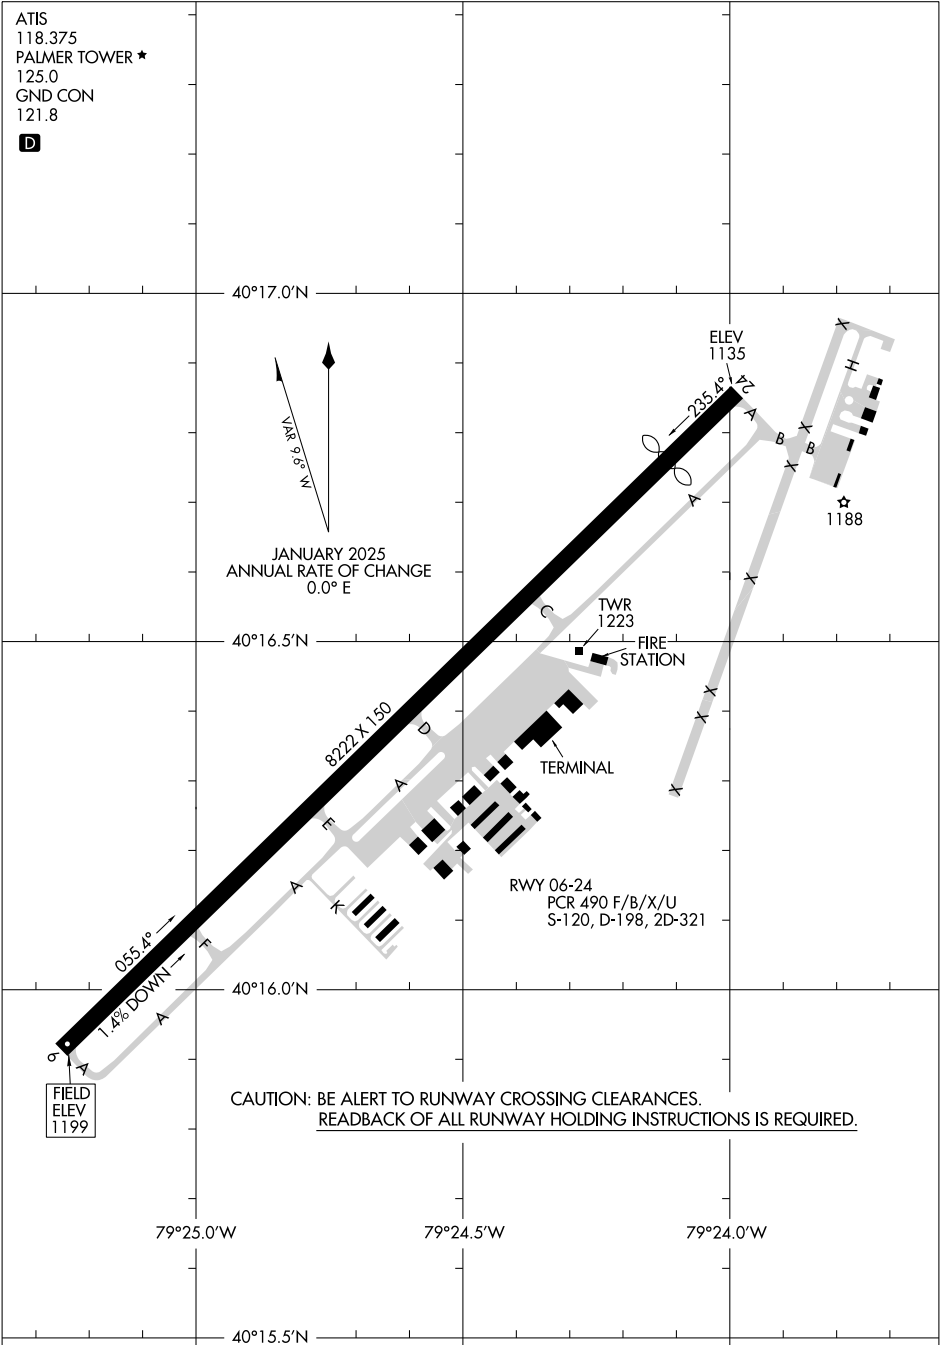 ATIS
118.375
PALMER TOWER ★
125.0
GND CON
121.8
D
40°17.0'N
ELEV
1135
24
235.4°
A
B
B
X
H
X
X
VAR 9.6° W
JANUARY 2025
ANNUAL RATE OF CHANGE
0.0° E
A
1188
X
C
TWR
1223
40°16.5'N
FIRE
STATION
X
X
8222 X 150
D
TERMINAL
A
X
E
RWY 06-24
PCR 490 F/B/X/U
S-120, D-198, 2D-321
A
K
055.4°
F
1.4% DOWN
40°16.0'N
A
6
A
FIELD
ELEV
1199
CAUTION: BE ALERT TO RUNWAY CROSSING CLEARANCES.
READBACK OF ALL RUNWAY HOLDING INSTRUCTIONS IS REQUIRED.
79°25.0'W
79°24.5'W
79°24.0'W
40°15.5'N